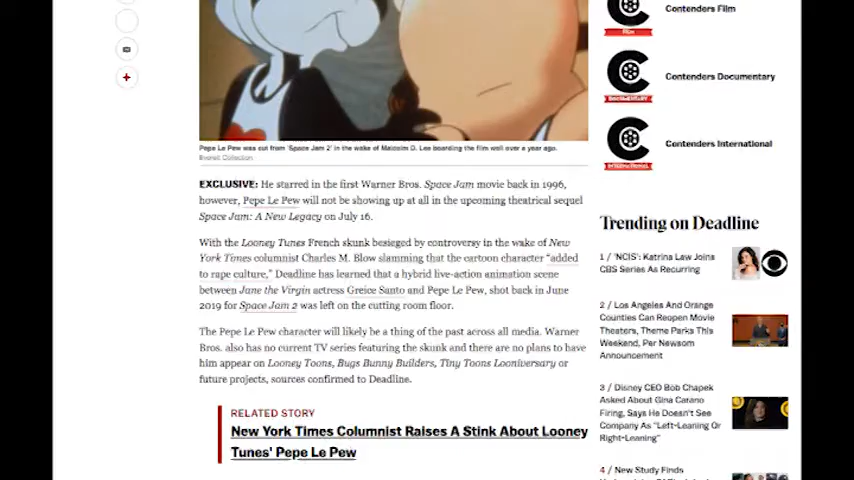 Contenders Film
FILM
Contenders Documentary
DOCUMENTARY
Contenders International
INTERNATIONAL
Pepe Le Pew was cut from 'Space Jam 2' in the wake of Malcolm D. Lee boarding the film well over a year ago.
Everett Collection
EXCLUSIVE: He starred in the first Warner Bros. Space Jam movie back in 1996,
however, Pepe Le Pew will not be showing up at all in the upcoming theatrical sequel
Space Jam: A New Legacy on July 16.
With the Looney Tunes French skunk besieged by controversy in the wake of New
York Times columnist Charles M. Blow slamming that the cartoon character “added
to rape culture,” Deadline has learned that a hybrid live-action animation scene
between Jane the Virgin actress Greice Santo and Pepe Le Pew, shot back in June
2019 for Space Jam 2 was left on the cutting room floor.
The Pepe Le Pew character will likely be a thing of the past across all media. Warner
Bros. also has no current TV series featuring the skunk and there are no plans to have
him appear on Looney Toons, Bugs Bunny Builders, Tiny Toons Looniversary or
future projects, sources confirmed to Deadline.
RELATED STORY
New York Times Columnist Raises A Stink About Looney
Tunes' Pepe Le Pew
Trending on Deadline
1 / 'NCIS': Katrina Law Joins
CBS Series As Recurring
2 / Los Angeles And Orange
Counties Can Reopen Movie
Theaters, Theme Parks This
Weekend, Per Newsom
Announcement
3 / Disney CEO Bob Chapek
Asked About Gina Carano
Firing, Says He Doesn't See
Company As "Left-Leaning Or
Right-Leaning"
4 / New Study Finds